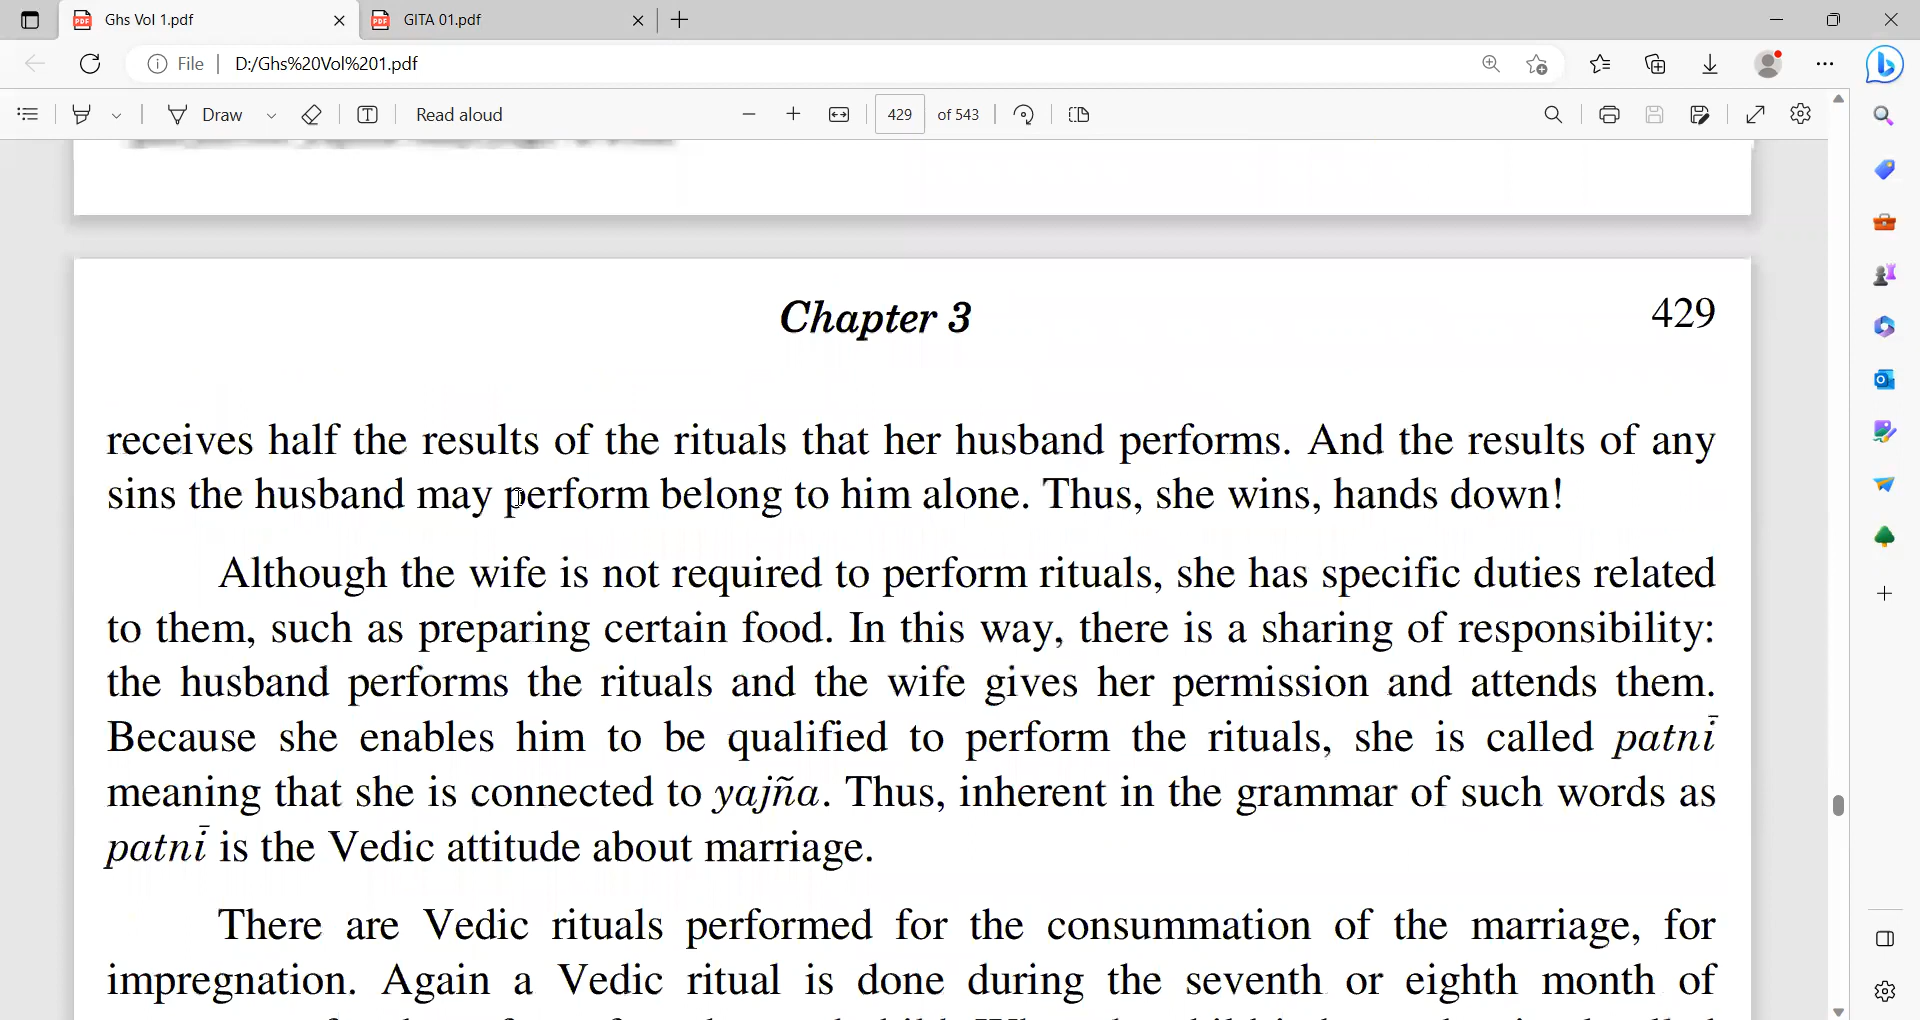 Ghs Vol 1.pdf
GITA 01.pdf
File
D:/Ghs%20Vol%201.pdf
Draw
Read aloud
429
of 543
Chapter 3
429
receives half the results of the rituals that her husband performs. And the results of any
sins the husband may perform belong to him alone. Thus, she wins, hands down!
Although the wife is not required to perform rituals, she has specific duties related
to them, such as preparing certain food. In this way, there is a sharing of responsibility:
the husband performs the rituals and the wife gives her permission and attends them.
Because she enables him to be qualified to perform the rituals, she is called patnī
meaning that she is connected to yajña. Thus, inherent in the grammar of such words as
patnī is the Vedic attitude about marriage.
There are Vedic rituals performed for the consummation of the marriage, for
impregnation. Again a Vedic ritual is done during the seventh or eighth month of